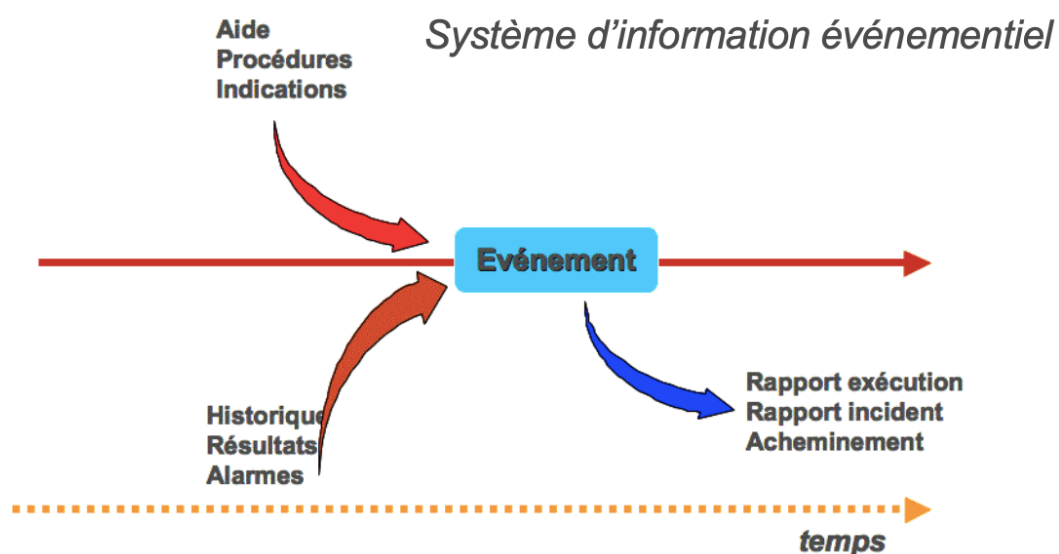 Système d'information événementiel
Aide
Procédures
Indications
Evénement
Historique
Résultats
Alarmes
Rapport exécution
Rapport incident
Acheminement
temps